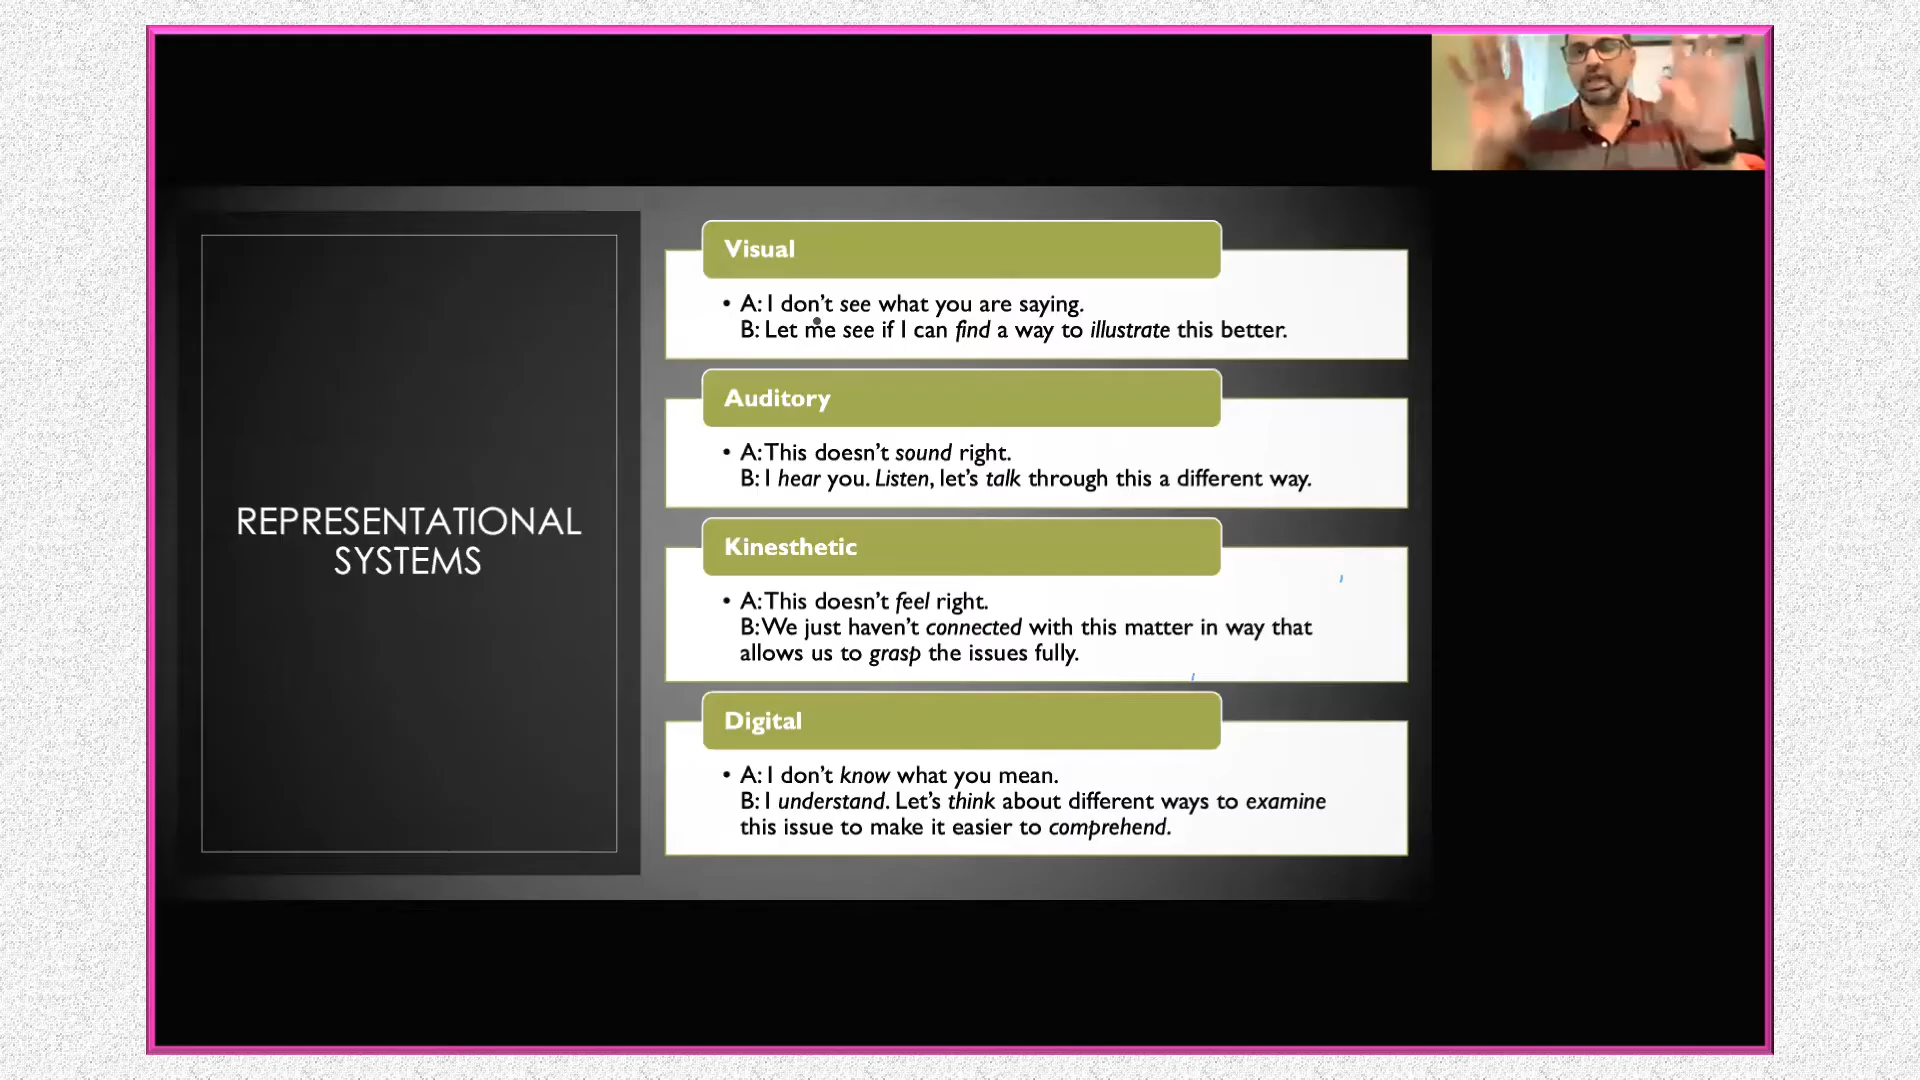 REPRESENTATIONAL
SYSTEMS
Visual
• A: I don't see what you are saying.
B: Let me see if I can find a way to illustrate this better.
Auditory
• A: This doesn't sound right.
B: I hear you. Listen, let's talk through this a different way.
Kinesthetic
• A: This doesn't feel right.
B: We just haven't connected with this matter in way that
allows us to grasp the issues fully.
Digital
• A: I don't know what you mean.
B: I understand. Let's think about different ways to examine
this issue to make it easier to comprehend.